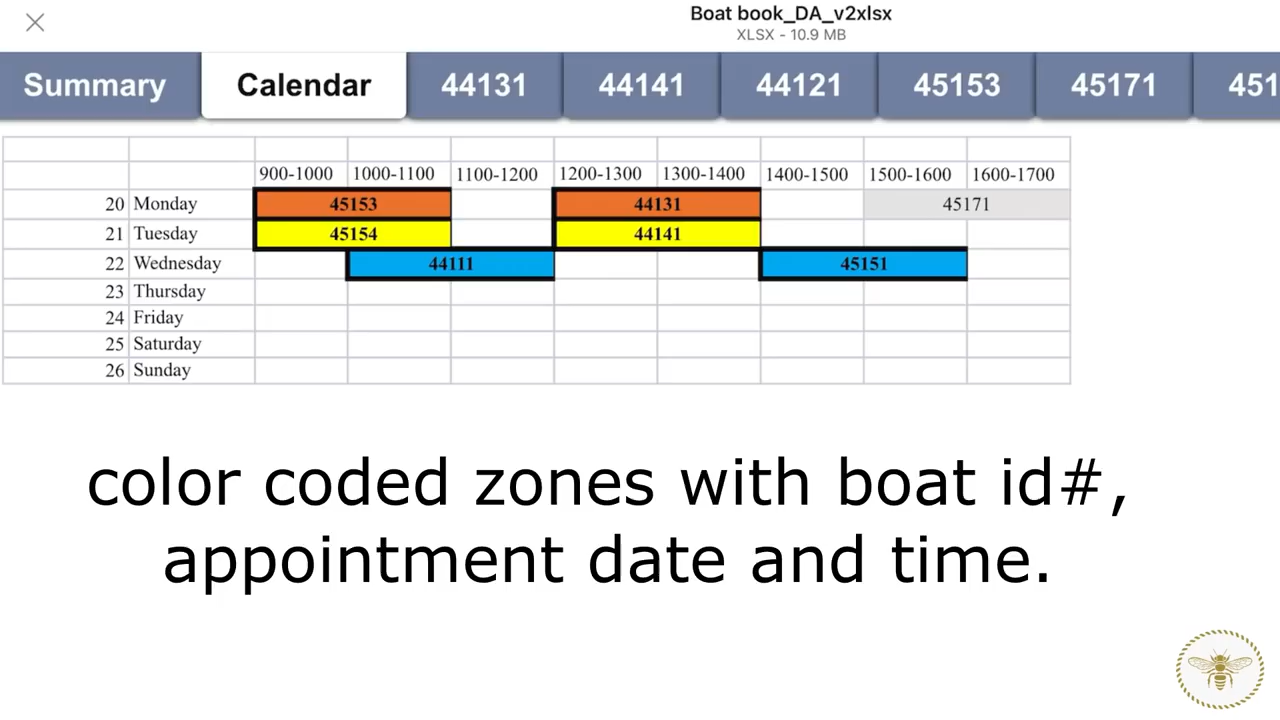 Boat book_DA_v2xlsx
XLSX - 10.9 MB
Summary Calendar 44131 44141 44121 45153 45171 451
900-1000 1000-1100 1100-1200 1200-1300 1300-1400 1400-1500 1500-1600 1600-1700
20 Monday 45153 44131 45171
21 Tuesday 45154 44141
22 Wednesday 44111 45151
23 Thursday
24 Friday
25 Saturday
26 Sunday
color coded zones with boat id#,
appointment date and time.